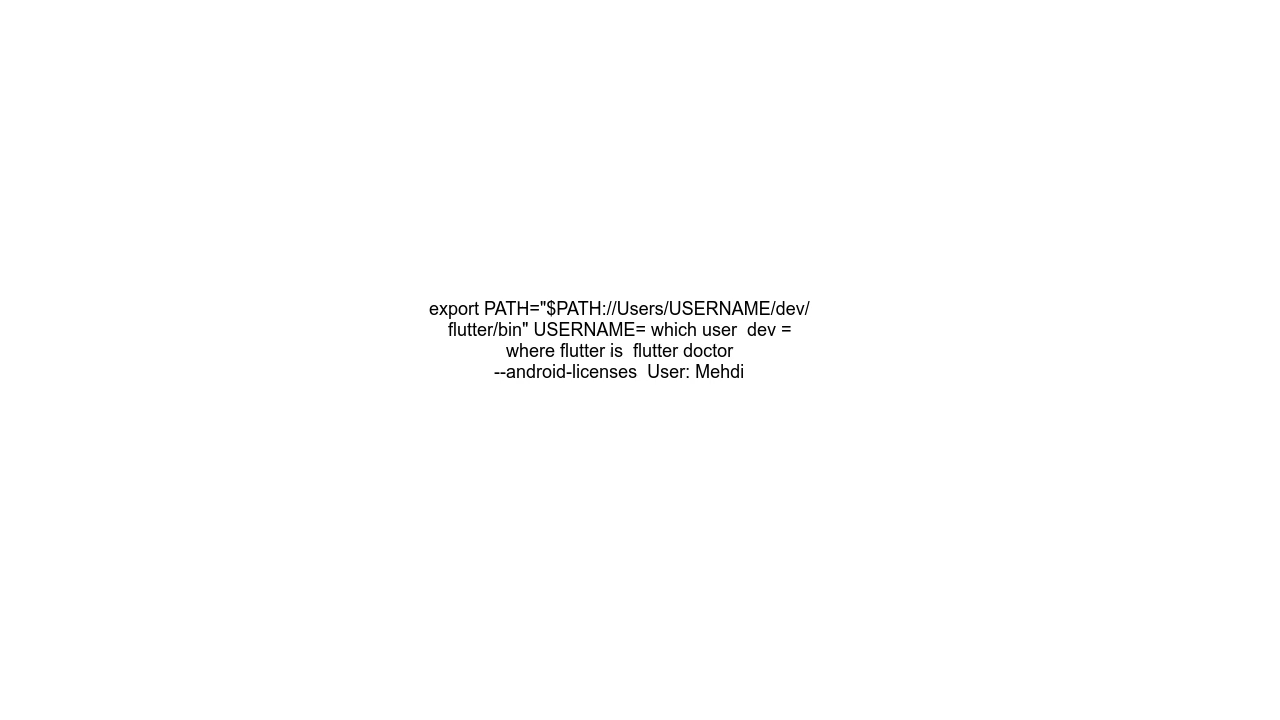 export PATH="$PATH://Users/USERNAME/dev/
flutter/bin" USERNAME= which user  dev =
where flutter is  flutter doctor
--android-licenses  User: Mehdi